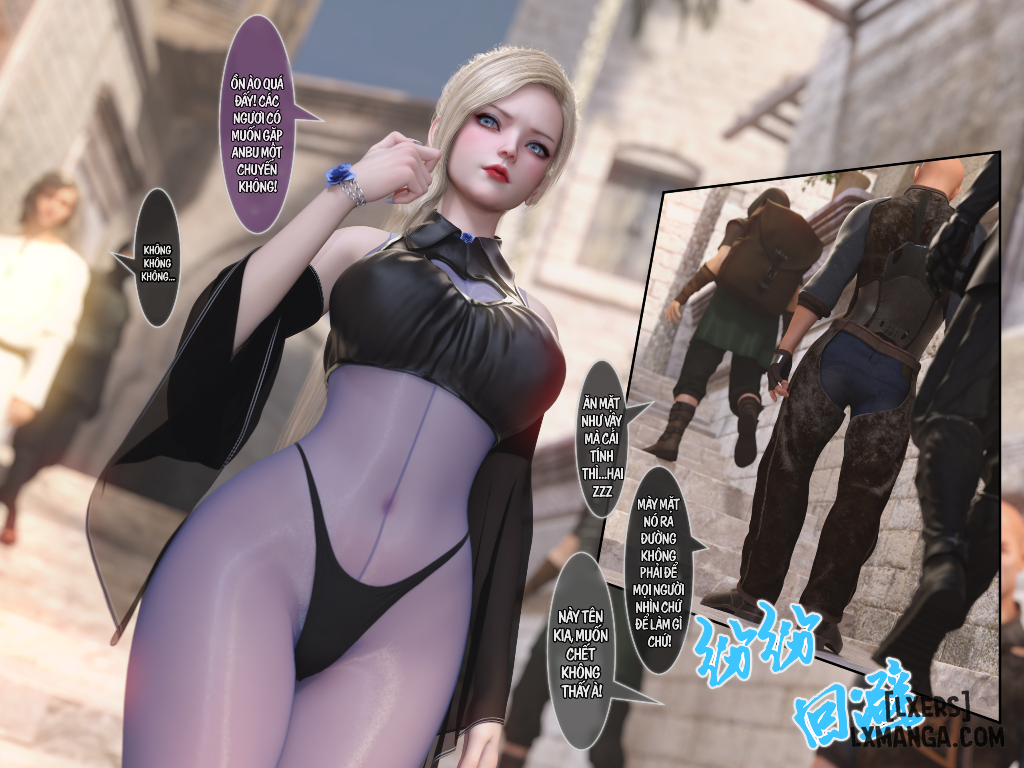 ỒN ÀO QUÁ
ĐẤY! CÁC
NGƯƠI CÓ
MUỐN GẶP
ANBU MỘT
CHUYẾN
KHÔNG!
KHÔNG
KHÔNG
KHÔNG...
ĂN MẶT
NHƯ VẬY
MÀ CÁI
TÍNH
THÌ...HAI
ZZZ
MÀY MẶT
NÓ RA
ĐƯỜNG
KHÔNG
PHẢI ĐỂ
MỌI NGƯỜI
NHÌN CHỨ
ĐỂ LÀM GÌ
CHỨ!
NÀY TÊN
KIA, MUỐN
CHẾT
KHÔNG
THẤY À!
纷纷
回避
[LXERS]
LXMANGA.COM